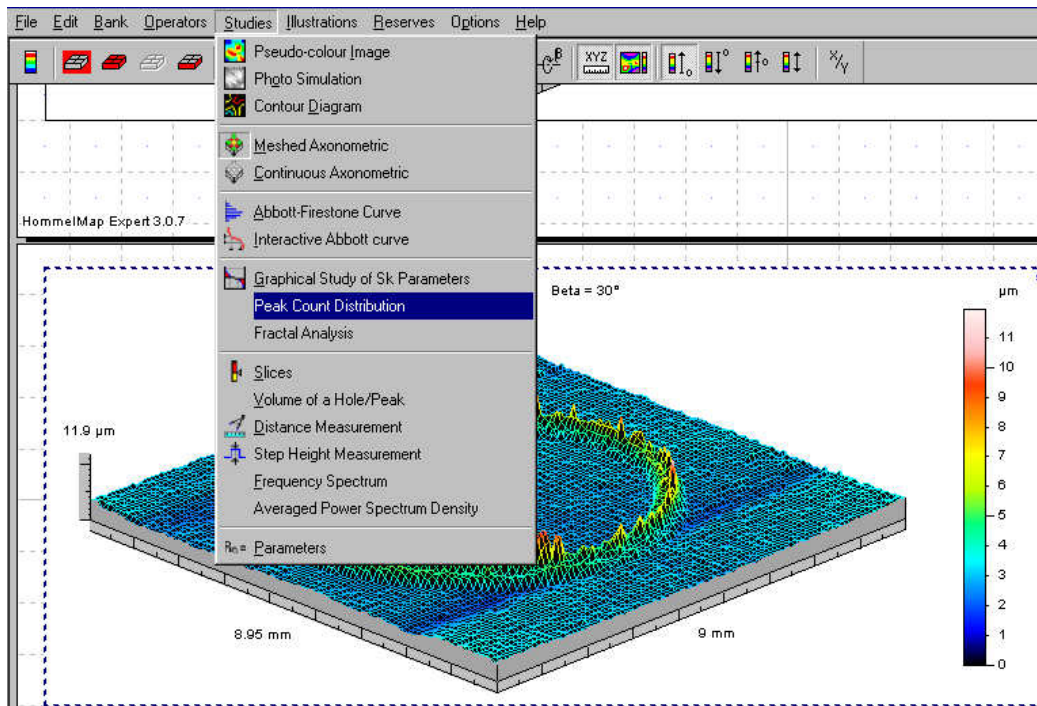 File Edit Bank Operators Studies Illustrations Reserves Options Help
β XYZ X/Y
Pseudo-colour Image
Photo Simulation
Contour Diagram
Meshed Axonometric
Continuous Axonometric
Abbott-Firestone Curve
Interactive Abbott curve
Graphical Study of Sk Parameters
Peak Count Distribution
Fractal Analysis
Slices
Volume of a Hole/Peak
Distance Measurement
Step Height Measurement
Frequency Spectrum
Averaged Power Spectrum Density
Parameters
HommelMap Expert 3.0.7
Beta = 30°
µm
11
10
9
8
7
6
5
4
3
2
1
0
11.9 µm
8.95 mm
9 mm